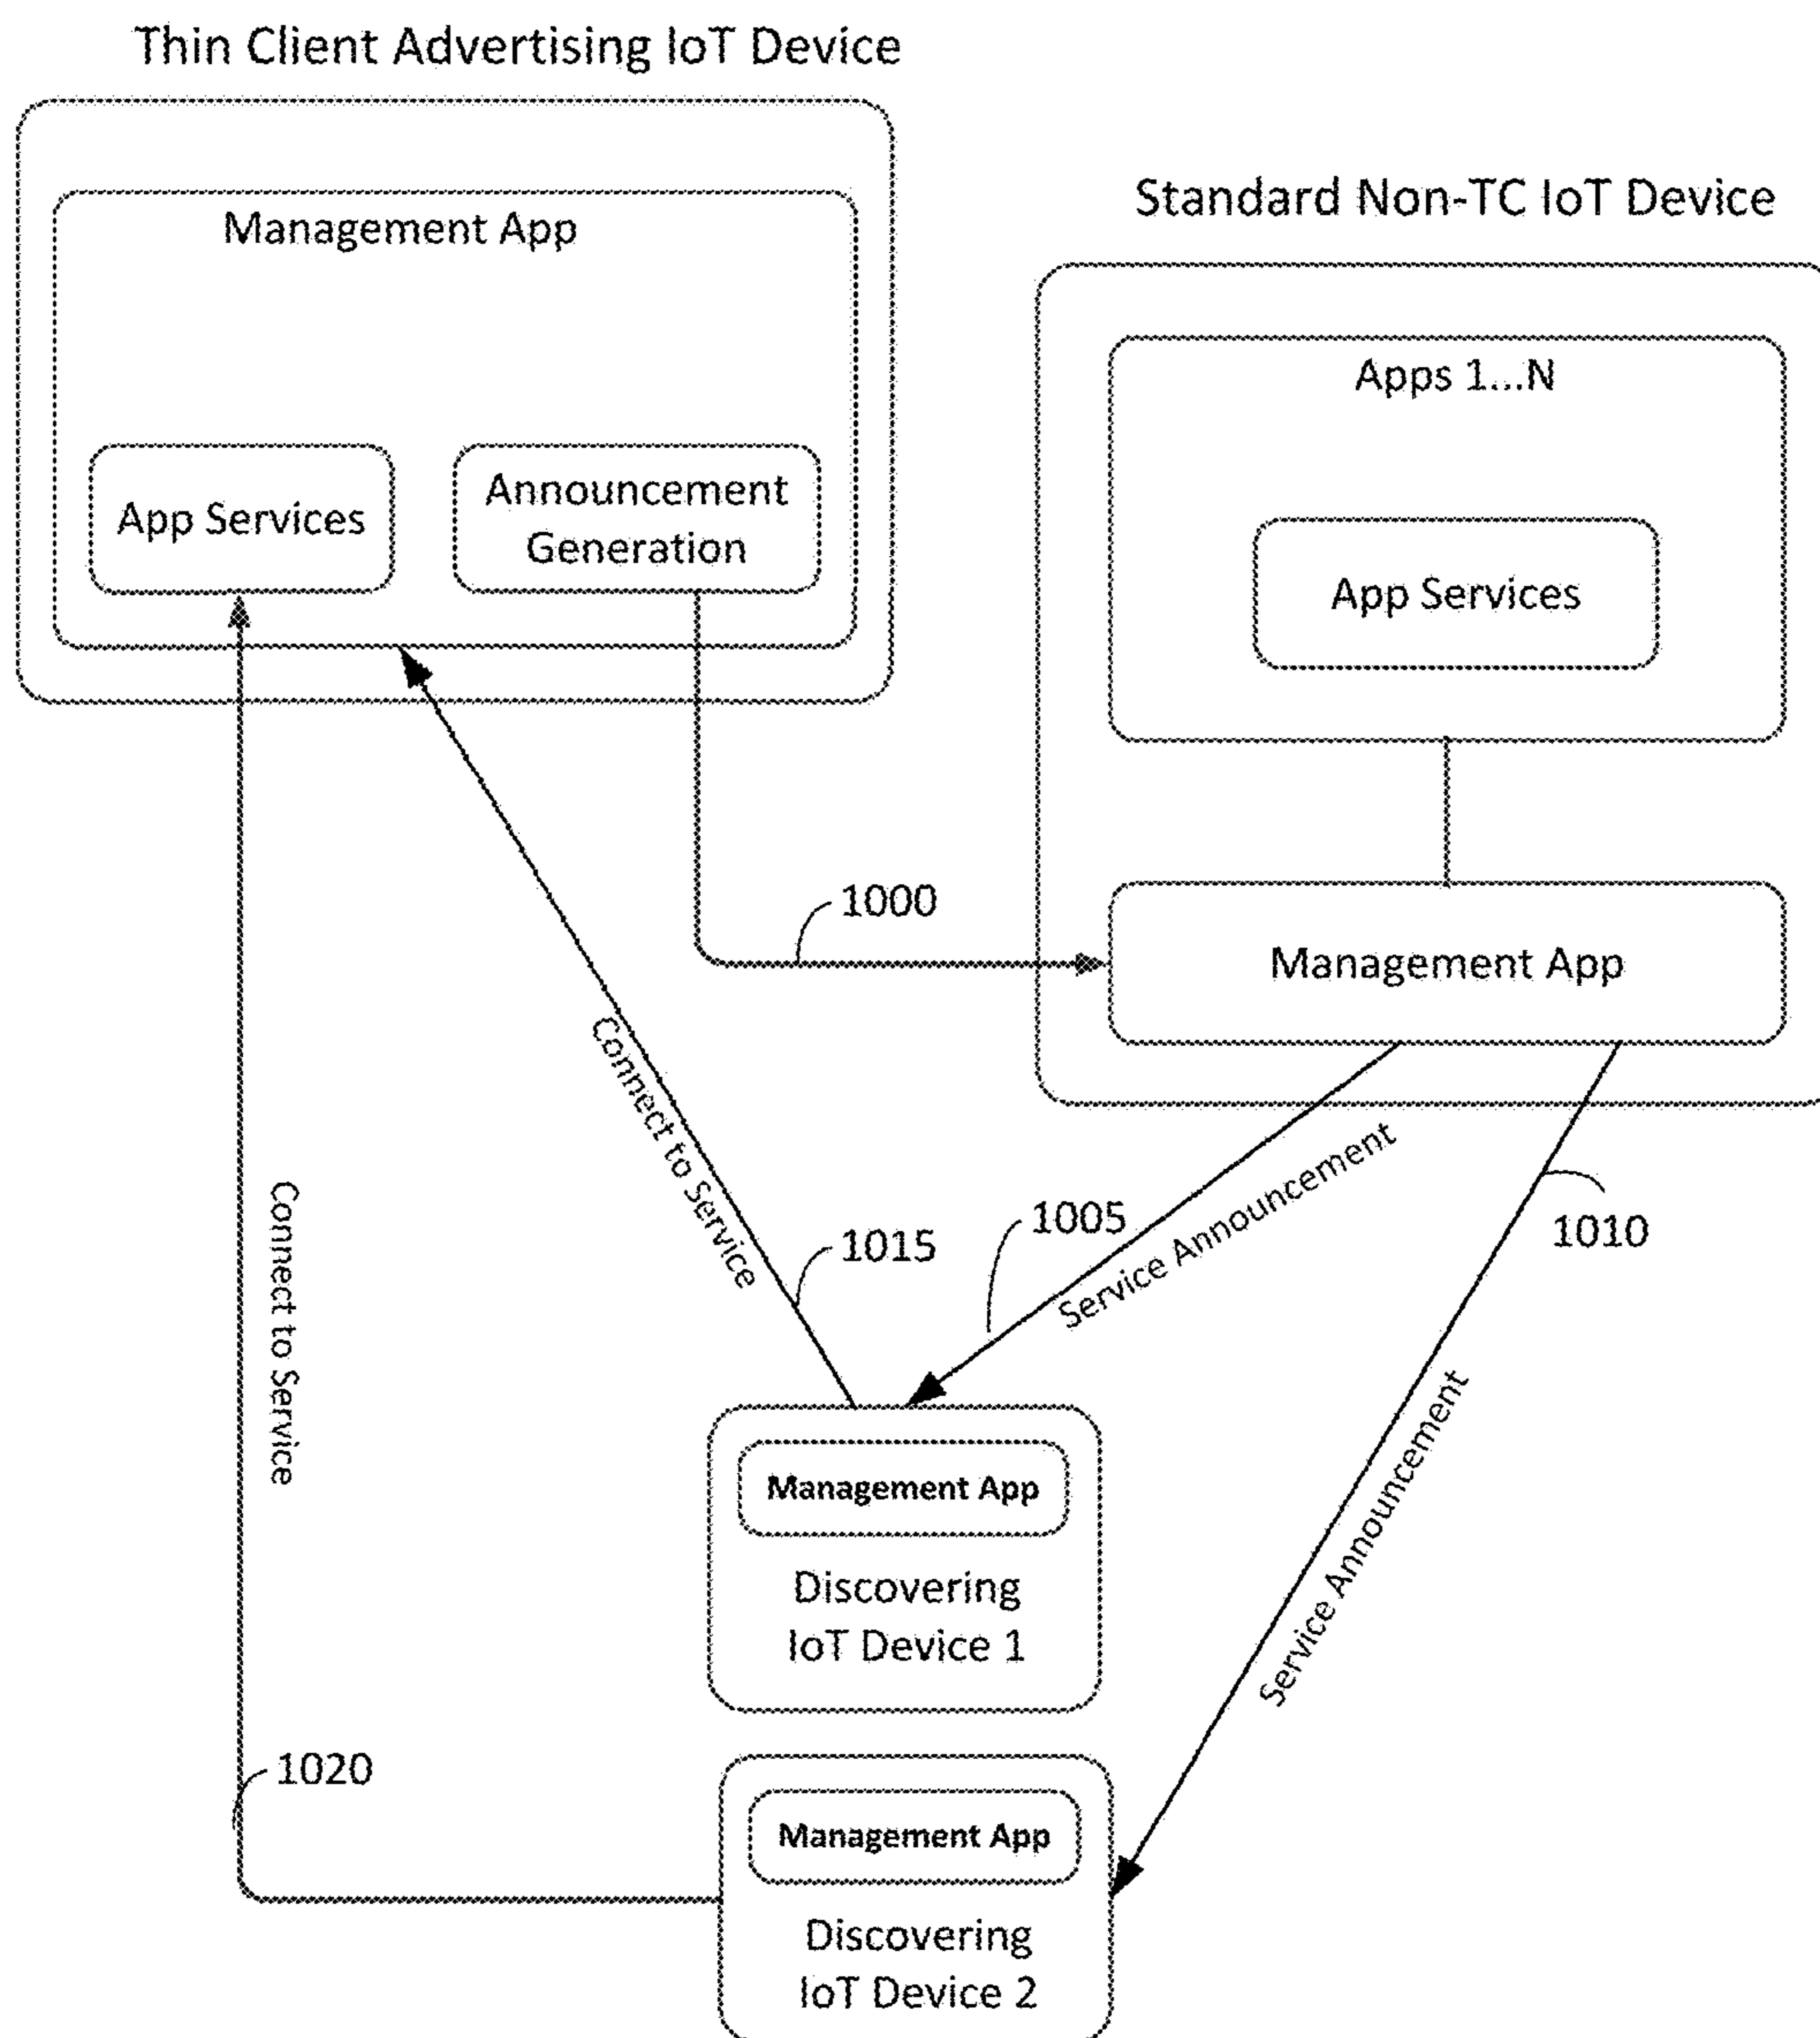 Thin Client Advertising IoT Device
Management App
App Services
Announcement
Generation
Standard Non-TC IoT Device
Apps 1...N
App Services
Management App
1000
Connect to Service
1015
1005
Service Announcement
1010
Service Announcement
Connect to Service
1020
Management App
Discovering
IoT Device 1
Management App
Discovering
IoT Device 2